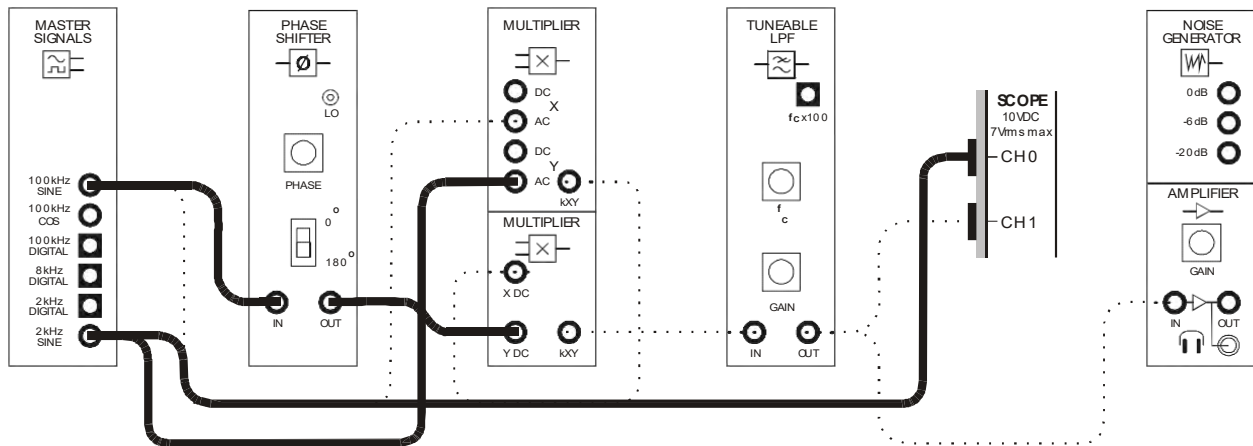 MASTER
SIGNALS
100kHz
SINE
100kHz
COS
100kHz
DIGITAL
8kHz
DIGITAL
2kHz
DIGITAL
2kHz
SINE
PHASE
SHIFTER
Ø
LO
PHASE
0°
180°
IN
OUT
MULTIPLIER
X
DC
X
AC
DC
Y
AC
kXY
MULTIPLIER
X
X DC
Y DC
kXY
TUNEABLE
LPF
fcx100
fc
GAIN
IN
OUT
SCOPE
10VDC
7Vrms max
CH0
CH1
NOISE
GENERATOR
0dB
-6dB
-20dB
AMPLIFIER
GAIN
IN
OUT